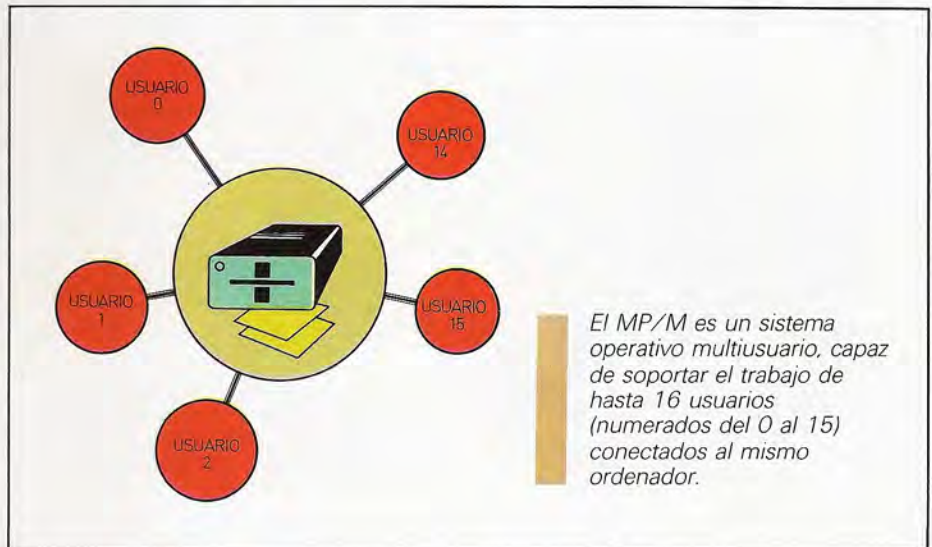 USUARIO
0
USUARIO
14
USUARIO
1
USUARIO
15
USUARIO
2
El MP/M es un sistema
operativo multiusuario, capaz
de soportar el trabajo de
hasta 16 usuarios
(numerados del 0 al 15)
conectados al mismo
ordenador.